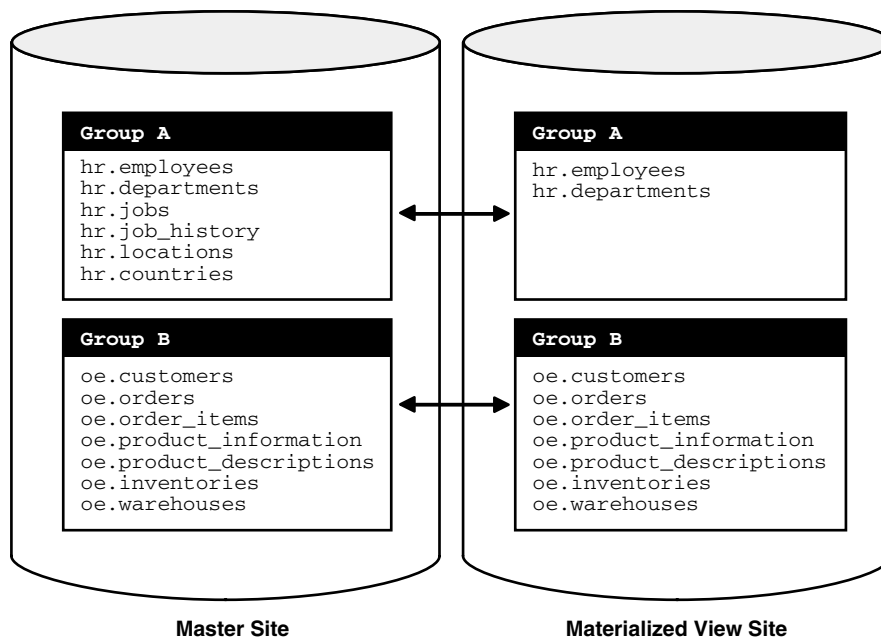 Group A
hr.employees
hr.departments
hr.jobs
hr.job_history
hr.locations
hr.countries
Group B
oe.customers
oe.orders
oe.order_items
oe.product_information
oe.product_descriptions
oe.inventories
oe.warehouses
Master Site
Group A
hr.employees
hr.departments
Group B
oe.customers
oe.orders
oe.order_items
oe.product_information
oe.product_descriptions
oe.inventories
oe.warehouses
Materialized View Site